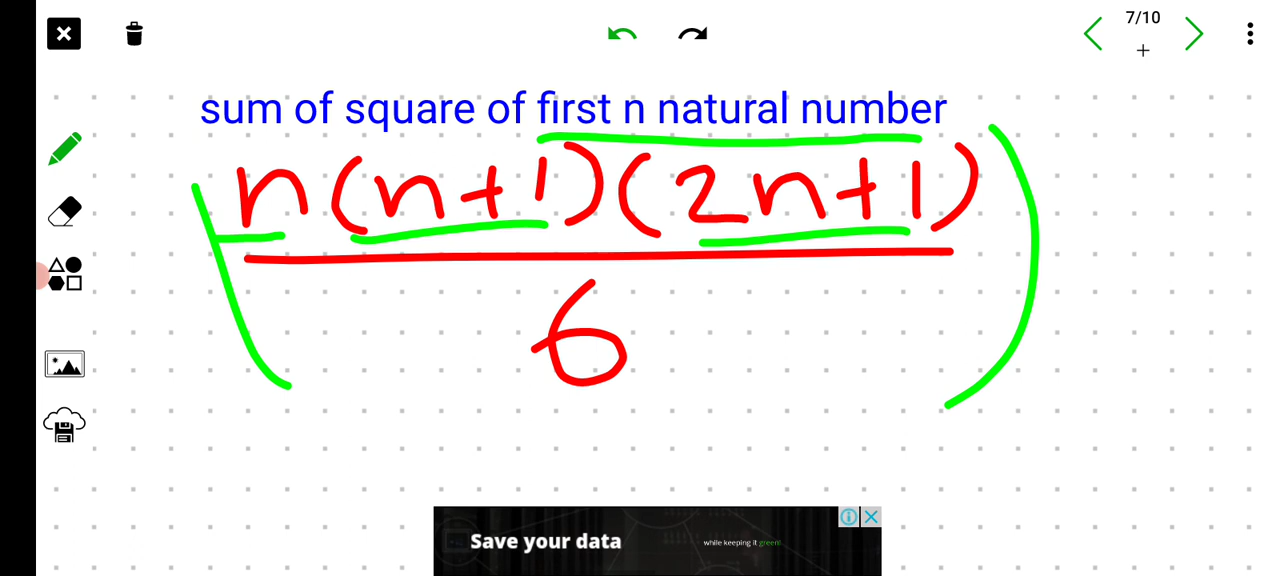 7/10
+
sum of square of first n natural number
n(n+1)(2n+1)
6
Save your data
while keeping it green!